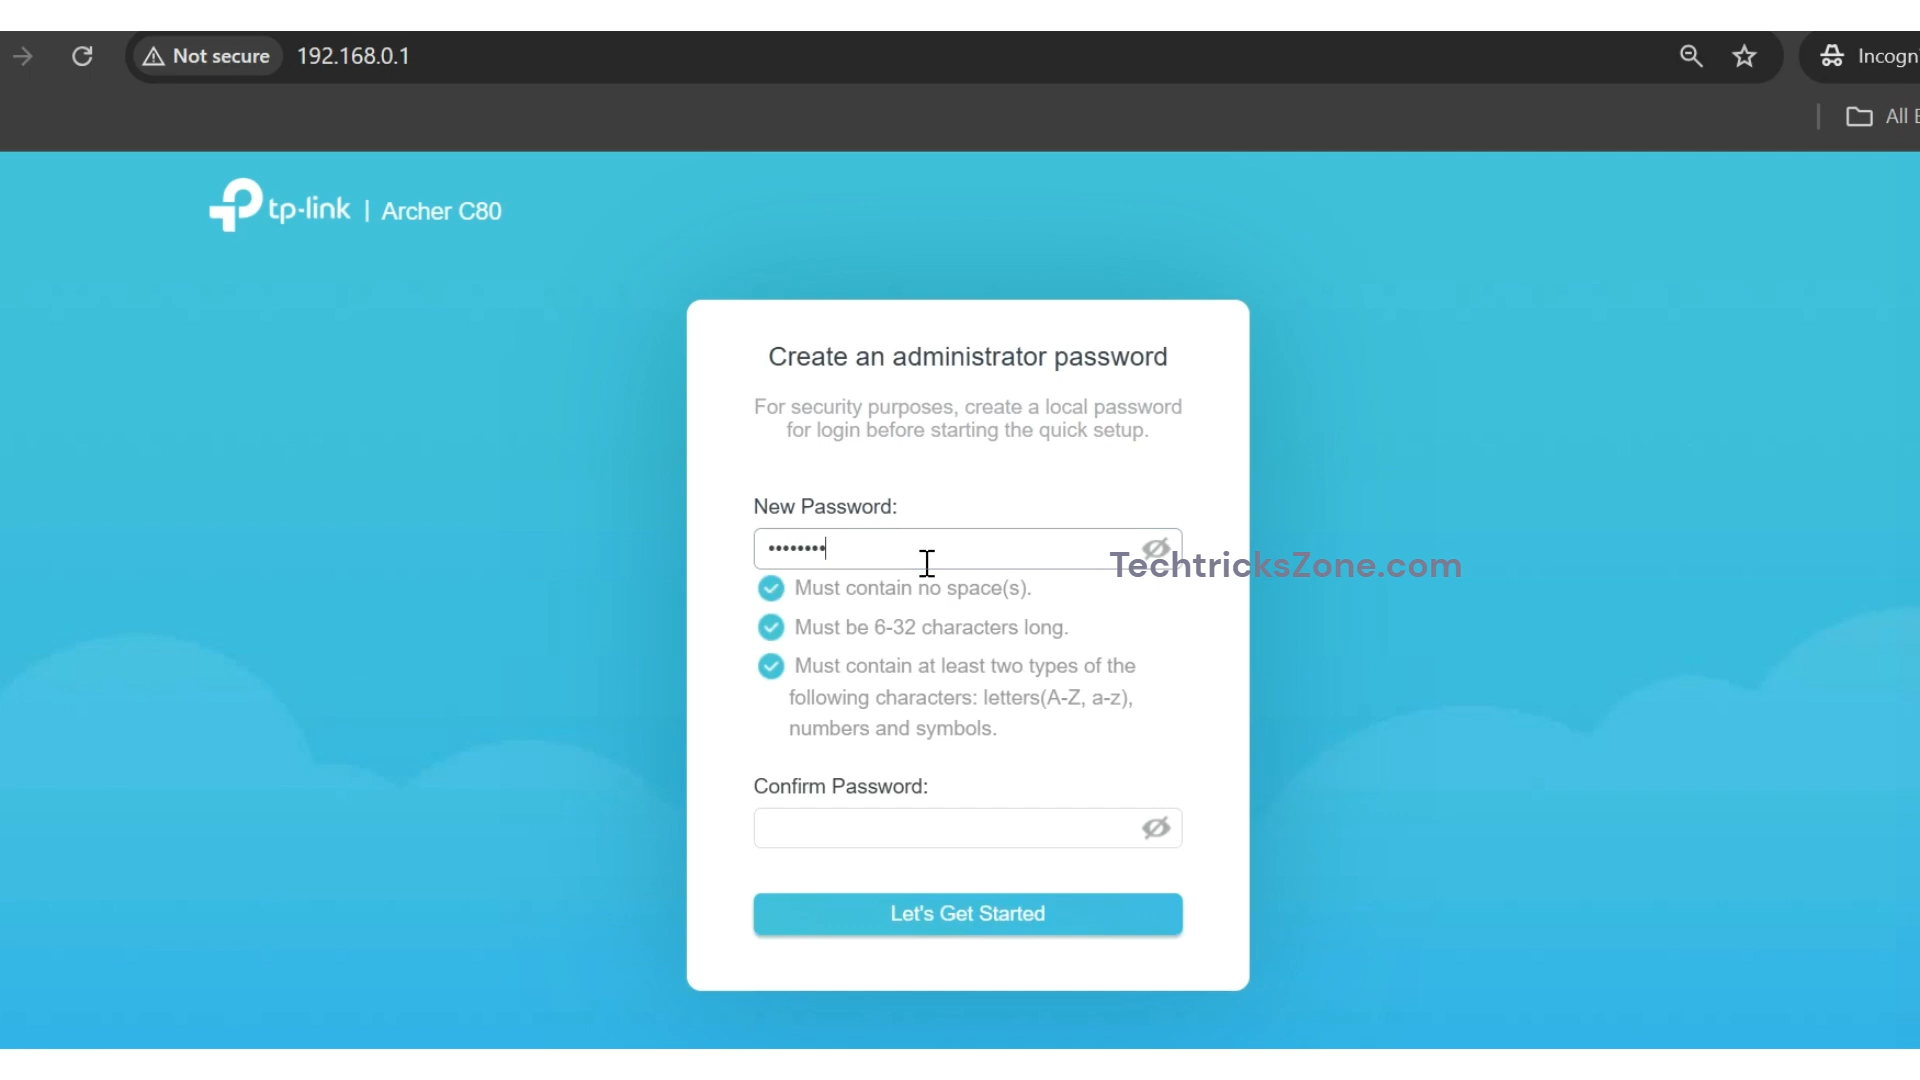 Not secure 192.168.0.1
Incogn
All
tp-link | Archer C80
Create an administrator password
For security purposes, create a local password
for login before starting the quick setup.
New Password:
••••••••
TechtricksZone.com
Must contain no space(s).
Must be 6-32 characters long.
Must contain at least two types of the
following characters: letters(A-Z, a-z),
numbers and symbols.
Confirm Password:
Let's Get Started